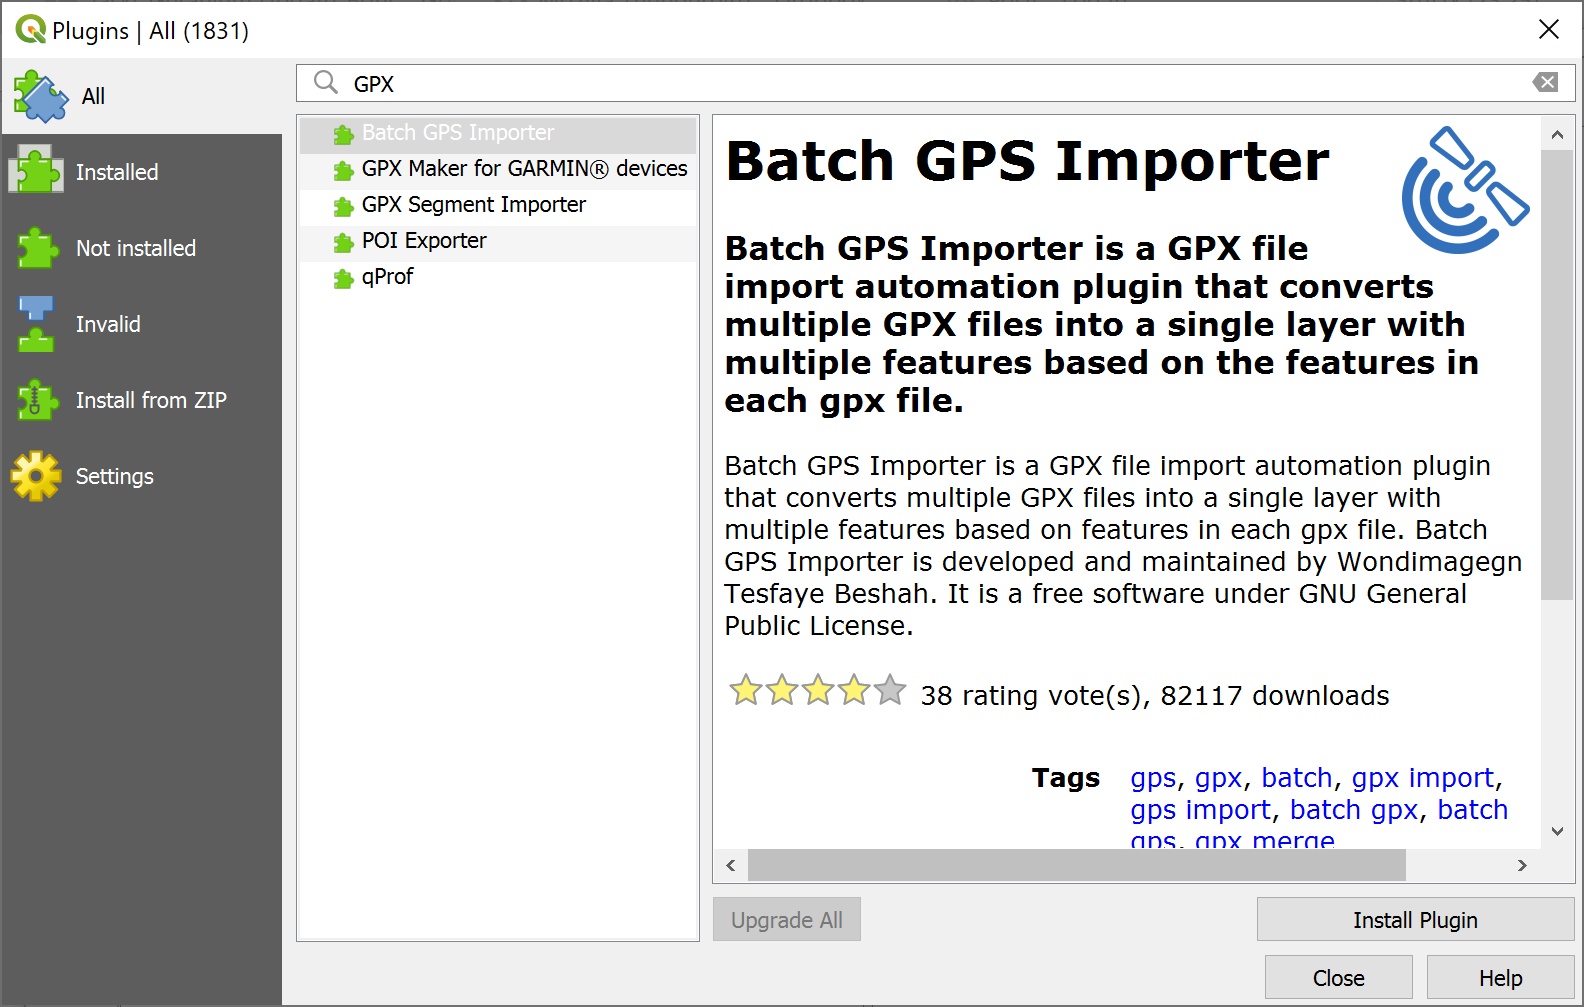 Plugins | All (1831)
All
Installed
Not installed
Invalid
Install from ZIP
Settings
GPX
Batch GPS Importer
GPX Maker for GARMIN® devices
GPX Segment Importer
POI Exporter
qProf
Batch GPS Importer
Batch GPS Importer is a GPX file
import automation plugin that converts
multiple GPX files into a single layer with
multiple features based on the features in
each gpx file.
Batch GPS Importer is a GPX file import automation plugin
that converts multiple GPX files into a single layer with
multiple features based on features in each gpx file. Batch
GPS Importer is developed and maintained by Wondimagegn
Tesfaye Beshah. It is a free software under GNU General
Public License.
38 rating vote(s), 82117 downloads
Tags gps, gpx, batch, gpx import,
gps import, batch gpx, batch
gps, gpx merge
Upgrade All
Install Plugin
Close
Help